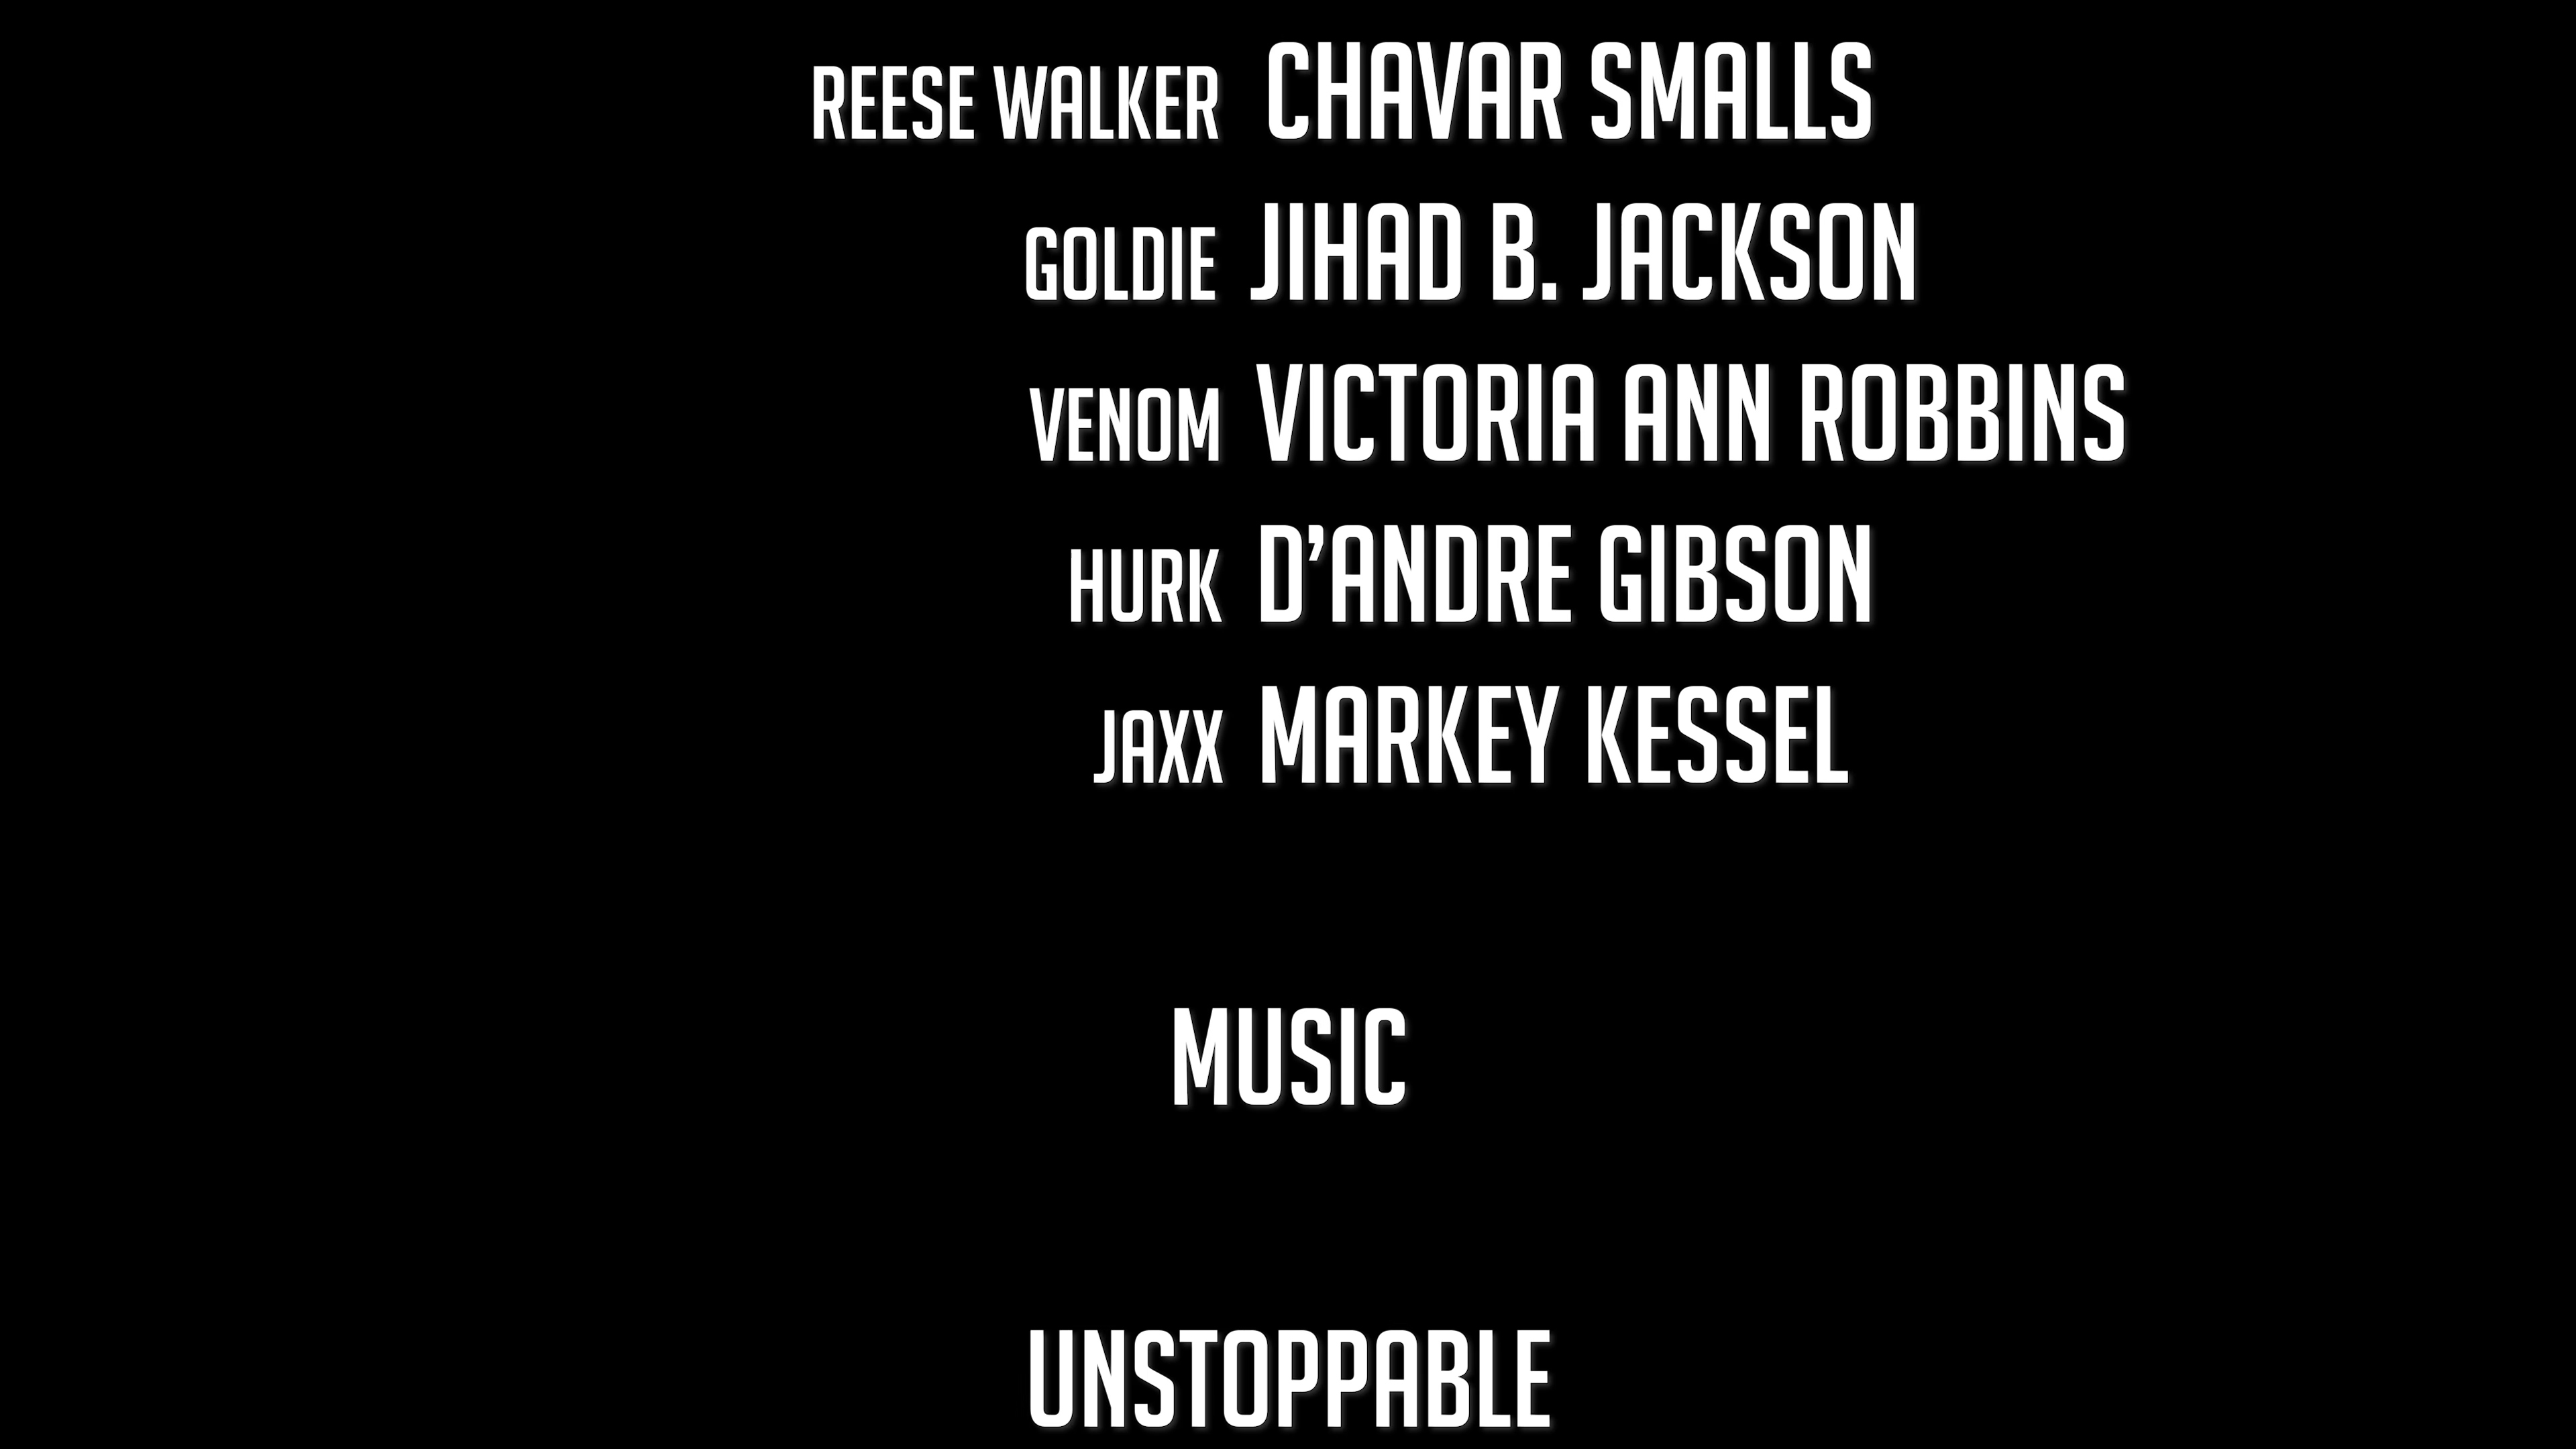 REESE WALKER CHAVAR SMALLS
GOLDIE JIHAD B. JACKSON
VENOM VICTORIA ANN ROBBINS
HURK D’ANDRE GIBSON
JAXX MARKEY KESSEL
MUSIC
UNSTOPPABLE